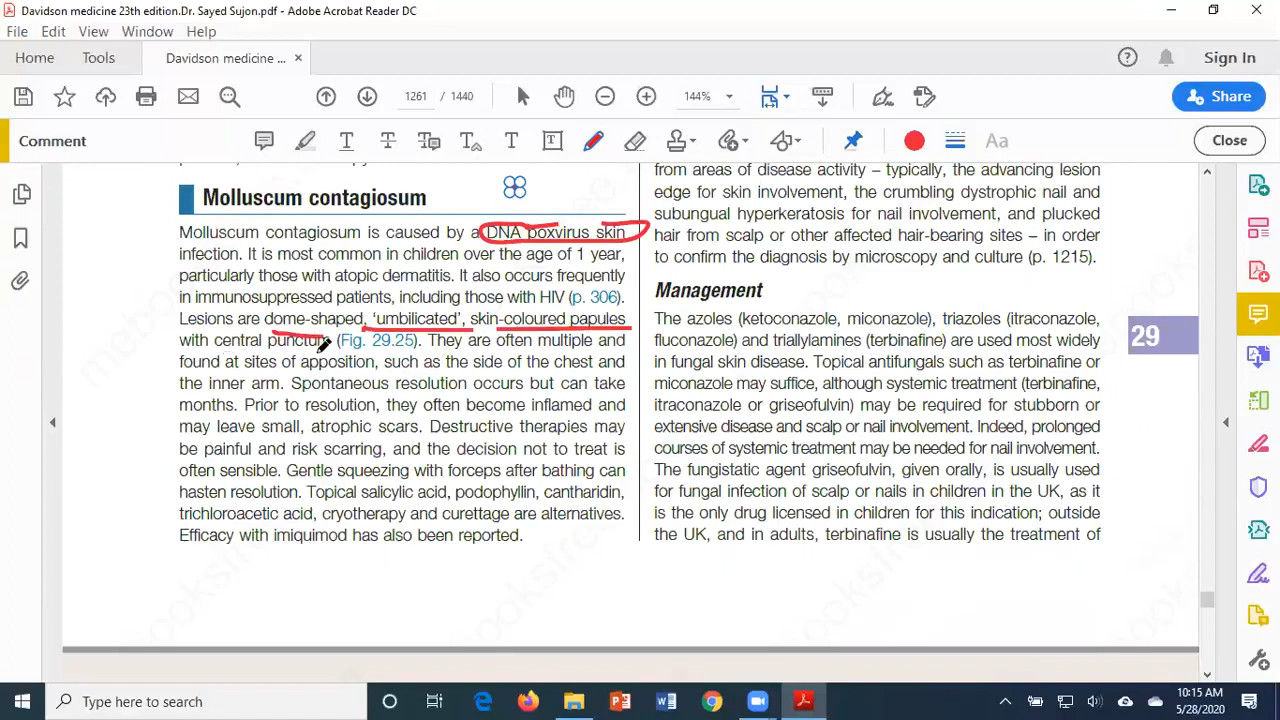 Davidson medicine 23th edition.Dr. Sayed Sujon.pdf - Adobe Acrobat Reader DC
File Edit View Window Help
Home Tools Davidson medicine ... × Sign In
1261 / 1440 144% Share
Comment Aa Close
Molluscum contagiosum
Molluscum contagiosum is caused by a DNA poxvirus skin
infection. It is most common in children over the age of 1 year,
particularly those with atopic dermatitis. It also occurs frequently
in immunosuppressed patients, including those with HIV (p. 306).
Lesions are dome-shaped, ‘umbilicated’, skin-coloured papules
with central (Fig. 29.25). They are often multiple and
found at sites of apposition, such as the side of the chest and
the inner arm. Spontaneous resolution occurs but can take
months. Prior to resolution, they often become inflamed and
may leave small, atrophic scars. Destructive therapies may
be painful and risk scarring, and the decision not to treat is
often sensible. Gentle squeezing with forceps after bathing can
hasten resolution. Topical salicylic acid, podophyllin, cantharidin,
trichloroacetic acid, cryotherapy and curettage are alternatives.
Efficacy with imiquimod has also been reported.
from areas of disease activity – typically, the advancing lesion
edge for skin involvement, the crumbling dystrophic nail and
subungual hyperkeratosis for nail involvement, and plucked
hair from scalp or other affected hair-bearing sites – in order
to confirm the diagnosis by microscopy and culture (p. 1215).
Management
The azoles (ketoconazole, miconazole), triazoles (itraconazole,
fluconazole) and triallylamines (terbinafine) are used most widely
in fungal skin disease. Topical antifungals such as terbinafine or
miconazole may suffice, although systemic treatment (terbinafine,
itraconazole or griseofulvin) may be required for stubborn or
extensive disease and scalp or nail involvement. Indeed, prolonged
courses of systemic treatment may be needed for nail involvement.
The fungistatic agent griseofulvin, given orally, is usually used
for fungal infection of scalp or nails in children in the UK, as it
is the only drug licensed in children for this indication; outside
the UK, and in adults, terbinafine is usually the treatment of
29
Type here to search
10:15 AM
5/28/2020